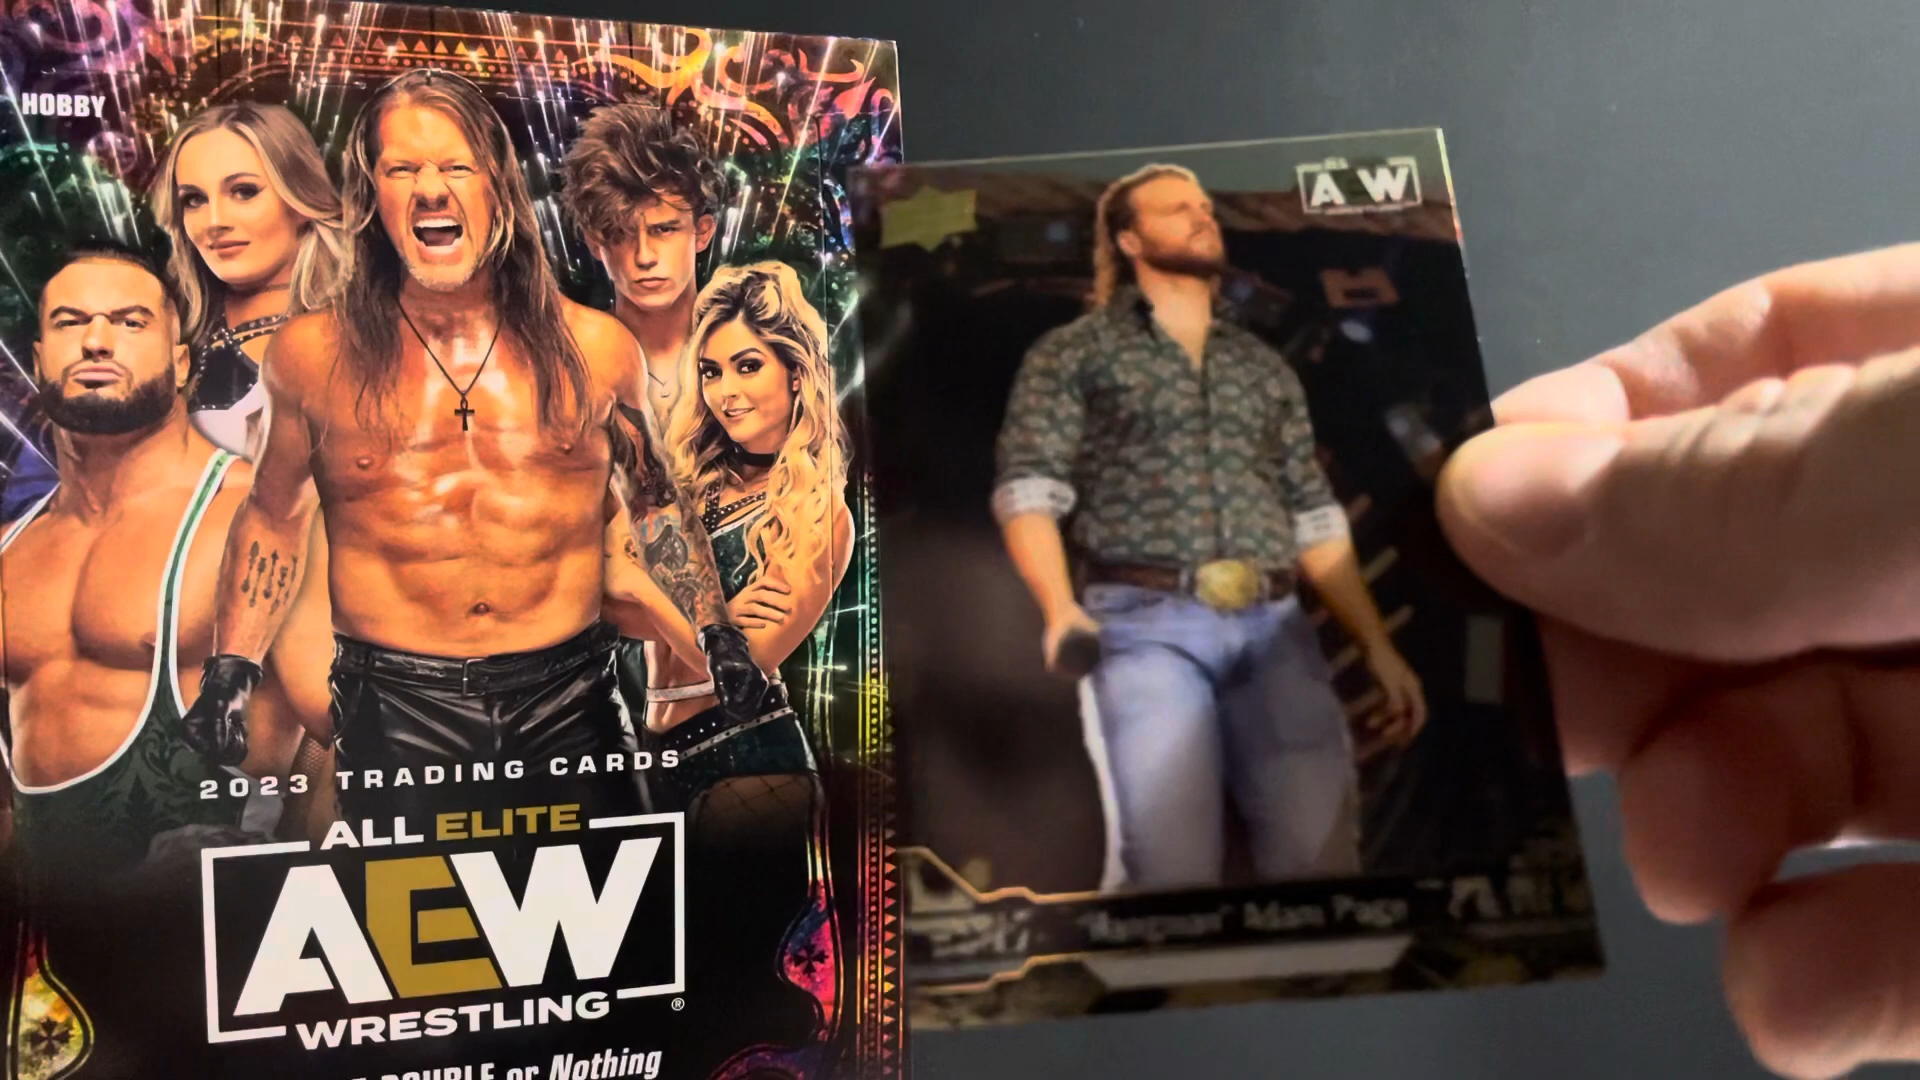 HOBBY
2023 TRADING CARDS
ALL ELITE
AEW
WRESTLING
®
DOUBLE or Nothing
AEW
"Hangman" Adam Page